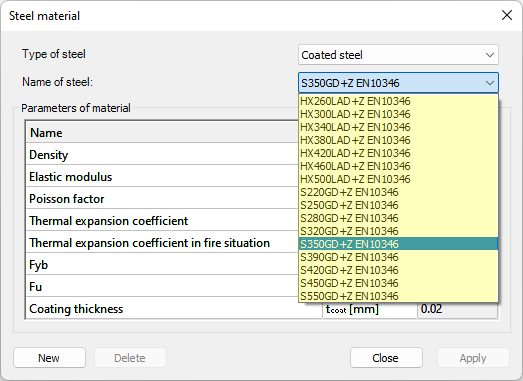 Steel material
Type of steel
Coated steel
Name of steel:
S350GD+Z EN10346
Parameters of material
HX260LAD+Z EN10346
HX300LAD+Z EN10346
HX340LAD+Z EN10346
HX380LAD+Z EN10346
HX420LAD+Z EN10346
HX460LAD+Z EN10346
HX500LAD+Z EN10346
S220GD+Z EN10346
S250GD+Z EN10346
S280GD+Z EN10346
S320GD+Z EN10346
S350GD+Z EN10346
S390GD+Z EN10346
S420GD+Z EN10346
S450GD+Z EN10346
S550GD+Z EN10346
Name
Density
Elastic modulus
Poisson factor
Thermal expansion coefficient
Thermal expansion coefficient in fire situation
Fyb
Fu
Coating thickness tcoat [mm] 0.02
New Delete Close Apply